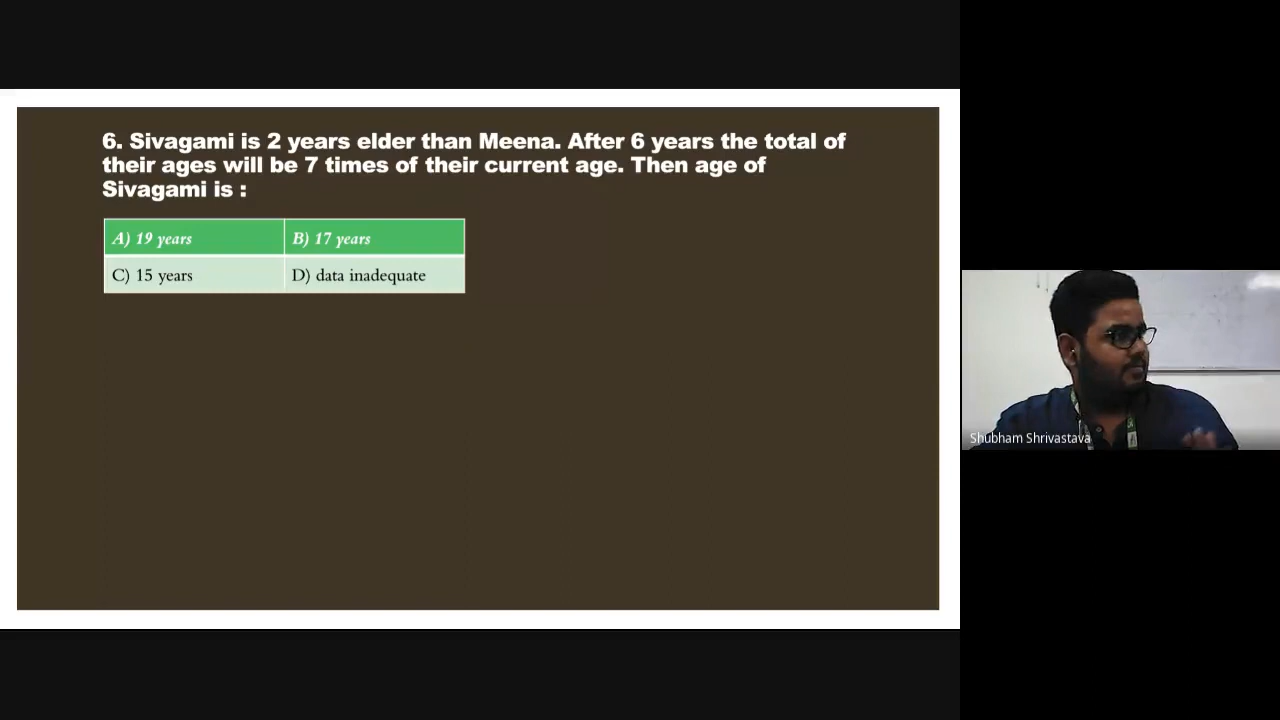 6. Sivagami is 2 years elder than Meena. After 6 years the total of
their ages will be 7 times of their current age. Then age of
Sivagami is :
A) 19 years B) 17 years
C) 15 years D) data inadequate
Shubham Shrivastava